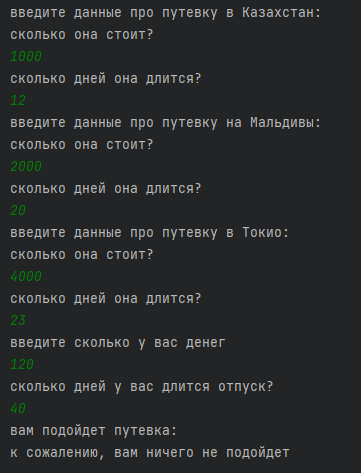 введите данные про путевку в Казахстан:
сколько она стоит?
1000
сколько дней она длится?
12
введите данные про путевку на Мальдивы:
сколько она стоит?
2000
сколько дней она длится?
20
введите данные про путевку в Токио:
сколько она стоит?
4000
сколько дней она длится?
23
введите сколько у вас денег
120
сколько дней у вас длится отпуск?
40
вам подойдет путевка:
к сожалению, вам ничего не подойдет